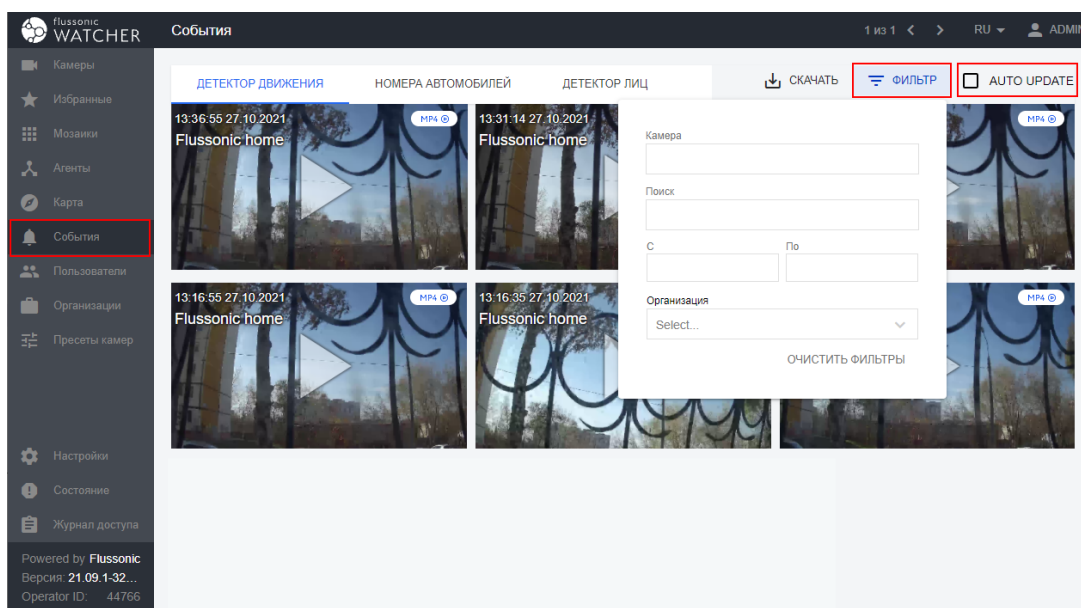 flussonic
WATCHER
События
1 из 1
RU
ADMIN
Камеры
Избранные
Мозаики
Агенты
Карта
События
Пользователи
Организации
Пресеты камер
Настройки
Состояние
Журнал доступа
Powered by Flussonic
Версия: 21.09.1-32...
Operator ID: 44766
ДЕТЕКТОР ДВИЖЕНИЯ
НОМЕРА АВТОМОБИЛЕЙ
ДЕТЕКТОР ЛИЦ
СКАЧАТЬ
ФИЛЬТР
AUTO UPDATE
13:36:55 27.10.2021
MP4
Flussonic home
13:31:14 27.10.2021
Flussonic home
MP4
Камера
Поиск
С
По
Организация
Select...
ОЧИСТИТЬ ФИЛЬТРЫ
13:16:55 27.10.2021
MP4
Flussonic home
13:16:35 27.10.2021
Flussonic home
MP4